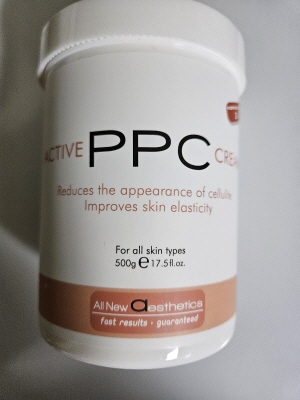 ACTIVE PPC CREA
Reduces the appearance of cellulite
Improves skin elasticity
For all skin types
500g e 17.5fl.oz.
All New aesthetics
fast results - guaranteed